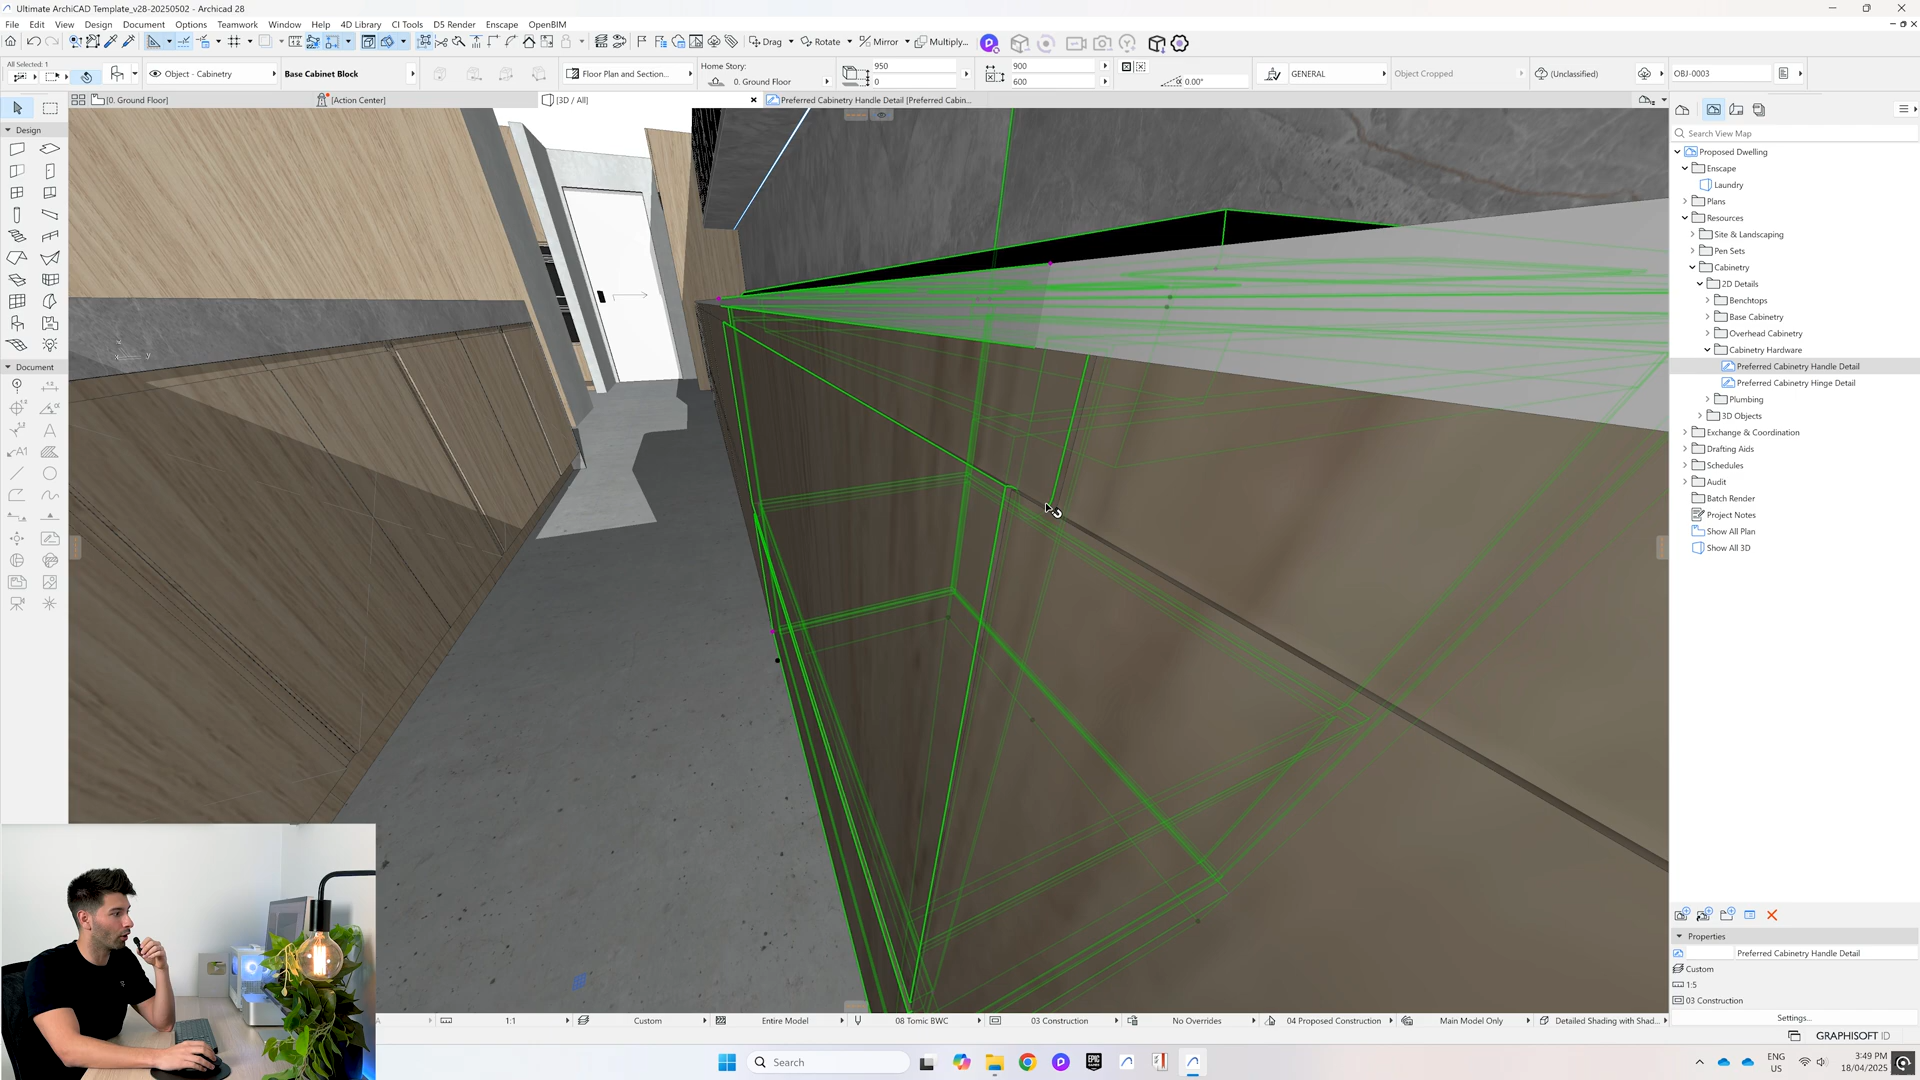 Ultimate ArchiCAD Template_v28-20250502 - Archicad 28
File Edit View Design Document Options Teamwork Window Help 4D Library CI Tools D5 Render Enscape OpenBIM
Drag Rotate Mirror Multiply...
All Selected: 1
Object - Cabinetry
Base Cabinet Block
Floor Plan and Section...
Home Story:
0. Ground Floor
950
0
900
600
0.00°
GENERAL
Object Cropped
(Unclassified)
OBJ-0003
[0. Ground Floor]
[Action Center]
[3D / All]
Preferred Cabinetry Handle Detail [Preferred Cabin...
Design
Document
Search View Map
Proposed Dwelling
Enscape
Laundry
Plans
Resources
Site & Landscaping
Pen Sets
Cabinetry
2D Details
Benchtops
Base Cabinetry
Overhead Cabinetry
Cabinetry Hardware
Preferred Cabinetry Handle Detail
Preferred Cabinetry Hinge Detail
Plumbing
3D Objects
Exchange & Coordination
Drafting Aids
Schedules
Audit
Batch Render
Project Notes
Show All Plan
Show All 3D
Properties
Preferred Cabinetry Handle Detail
Custom
1:5
03 Construction
Settings...
1:1
Custom
Entire Model
08 Tomic BWC
03 Construction
No Overrides
04 Proposed Construction
Main Model Only
Detailed Shading with Shad...
GRAPHISOFT ID
Search
ENG
US
3:49 PM
18/04/2025